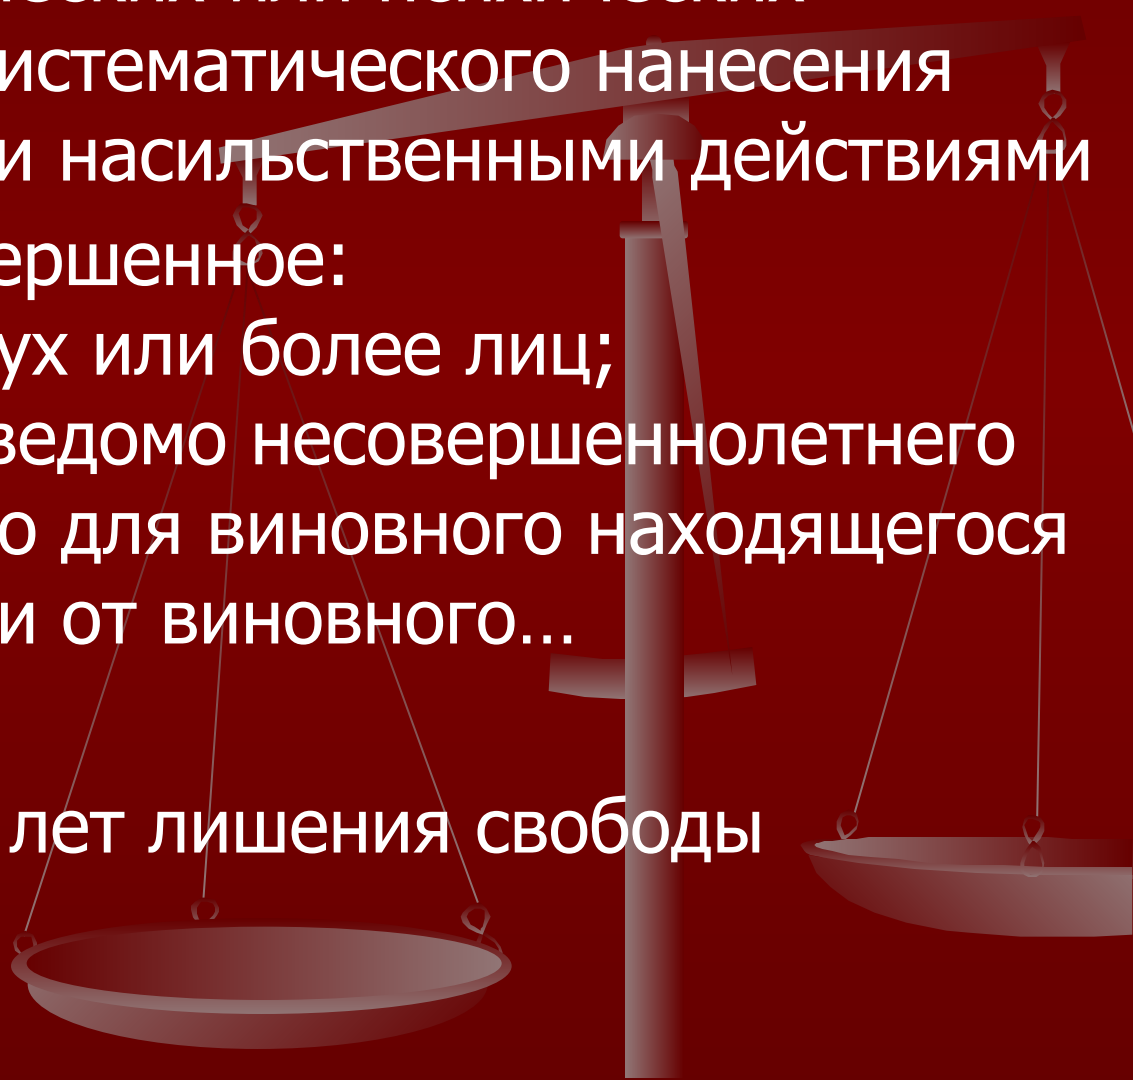 истематического нанесения
и насильственными действиями
ершенное:
ух или более лиц;
ведомо несовершеннолетнего
о для виновного находящегося
и от виновного…
лет лишения свободы